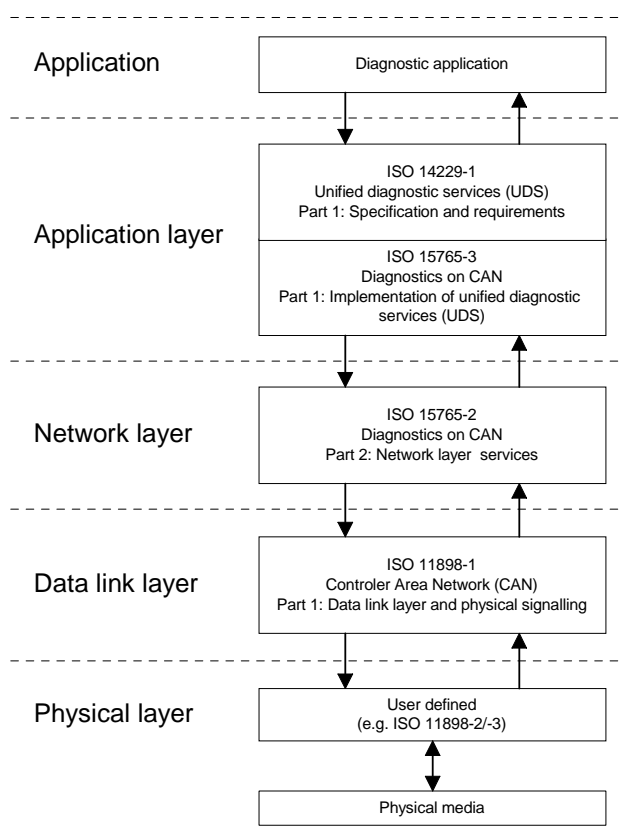 Application
Diagnostic application
Application layer
ISO 14229-1
Unified diagnostic services (UDS)
Part 1: Specification and requirements
ISO 15765-3
Diagnostics on CAN
Part 1: Implementation of unified diagnostic
services (UDS)
Network layer
ISO 15765-2
Diagnostics on CAN
Part 2: Network layer services
Data link layer
ISO 11898-1
Controler Area Network (CAN)
Part 1: Data link layer and physical signalling
Physical layer
User defined
(e.g. ISO 11898-2/-3)
Physical media